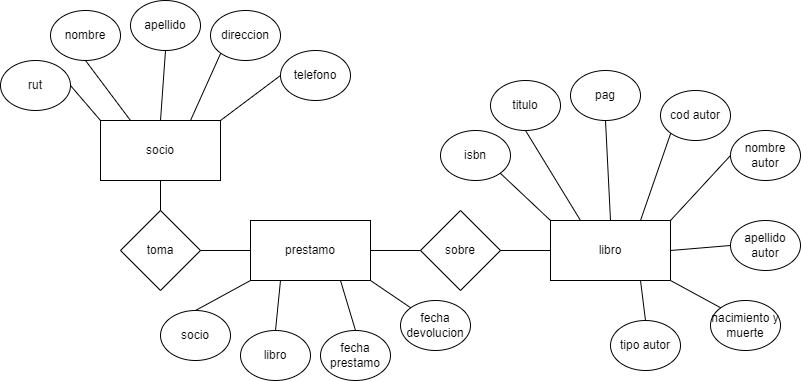 apellido
nombre
direccion
telefono
rut
socio
pag
titulo
cod autor
isbn
nombre
autor
toma
prestamo
sobre
libro
apellido
autor
socio
libro
fecha
prestamo
fecha
devolucion
tipo autor
nacimiento y
muerte